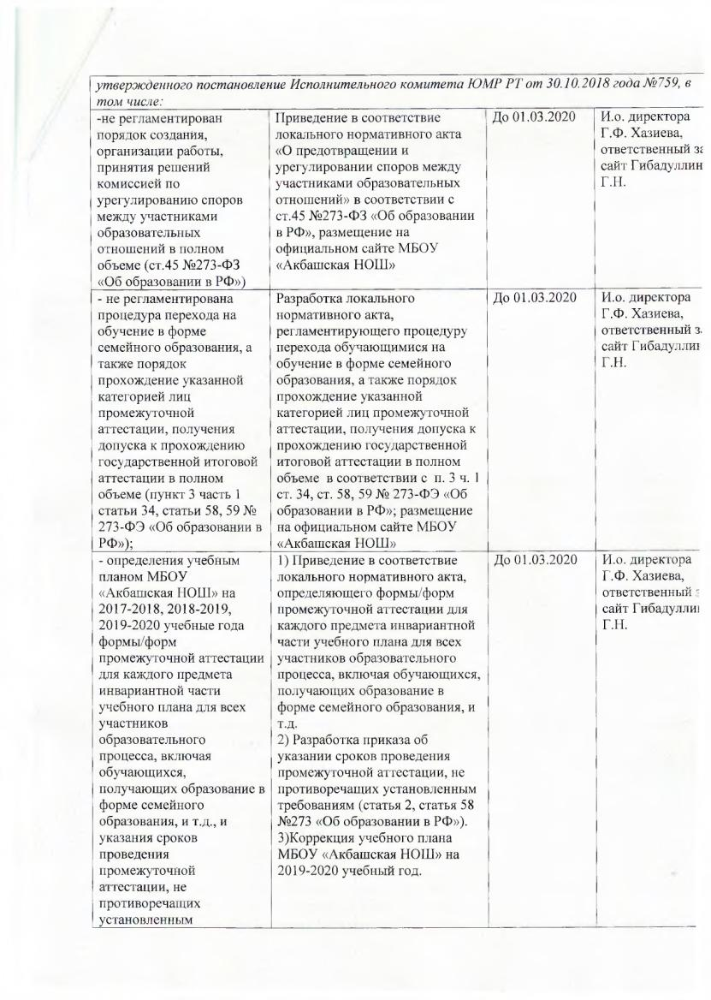 утвержденного постановление Исполнительного комитета ЮМР РТ от 30.10.2018 года №759, в
том числе:
-не регламентирован
порядок создания,
организации работы,
принятия решений
комиссией по
урегулированию споров
между участниками
образовательных
отношений в полном
объеме (ст.45 №273-ФЗ
«Об образовании в РФ»)
Приведение в соответствие
локального нормативного акта
«О предотвращении и
урегулировании споров между
участниками образовательных
отношений» в соответствии с
ст.45 №273-ФЗ «Об образовании
в РФ», размещение на
официальном сайте МБОУ
«Акбашская НОШ»
До 01.03.2020
И.о. директора
Г.Ф. Хазиева,
ответственный за
сайт Гибадуллин
Г.Н.
- не регламентирована
процедура перехода на
обучение в форме
семейного образования, а
также порядок
прохождение указанной
категорией лиц
промежуточной
аттестации, получения
допуска к прохождению
государственной итоговой
аттестации в полном
объеме (пункт 3 часть 1
статьи 34, статьи 58, 59 №
273-ФЭ «Об образовании в
РФ»);
Разработка локального
нормативного акта,
регламентирующего процедуру
перехода обучающимися на
обучение в форме семейного
образования, а также порядок
прохождение указанной
категорией лиц промежуточной
аттестации, получения допуска к
прохождению государственной
итоговой аттестации в полном
объеме в соответствии с п. 3 ч. 1
ст. 34, ст. 58, 59 № 273-ФЭ «Об
образовании в РФ»; размещение
на официальном сайте МБОУ
«Акбашская НОШ»
До 01.03.2020
И.о. директора
Г.Ф. Хазиева,
ответственный з
сайт Гибадуллин
Г.Н.
- определения учебным
планом МБОУ
«Акбашская НОШ» на
2017-2018, 2018-2019,
2019-2020 учебные года
формы/форм
промежуточной аттестации
для каждого предмета
инвариантной части
учебного плана для всех
участников
образовательного
процесса, включая
обучающихся,
получающих образование в
форме семейного
образования, и т.д., и
указания сроков
проведения
промежуточной
аттестации, не
противоречащих
установленным
1) Приведение в соответствие
локального нормативного акта,
определяющего формы/форм
промежуточной аттестации для
каждого предмета инвариантной
части учебного плана для всех
участников образовательного
процесса, включая обучающихся,
получающих образование в
форме семейного образования, и
т.д.
2) Разработка приказа об
указании сроков проведения
промежуточной аттестации, не
противоречащих установленным
требованиям (статья 2, статья 58
№273 «Об образовании в РФ»).
3)Коррекция учебного плана
МБОУ «Акбашская НОШ» на
2019-2020 учебный год.
До 01.03.2020
И.о. директора
Г.Ф. Хазиева,
ответственный
сайт Гибадулли
Г.Н.